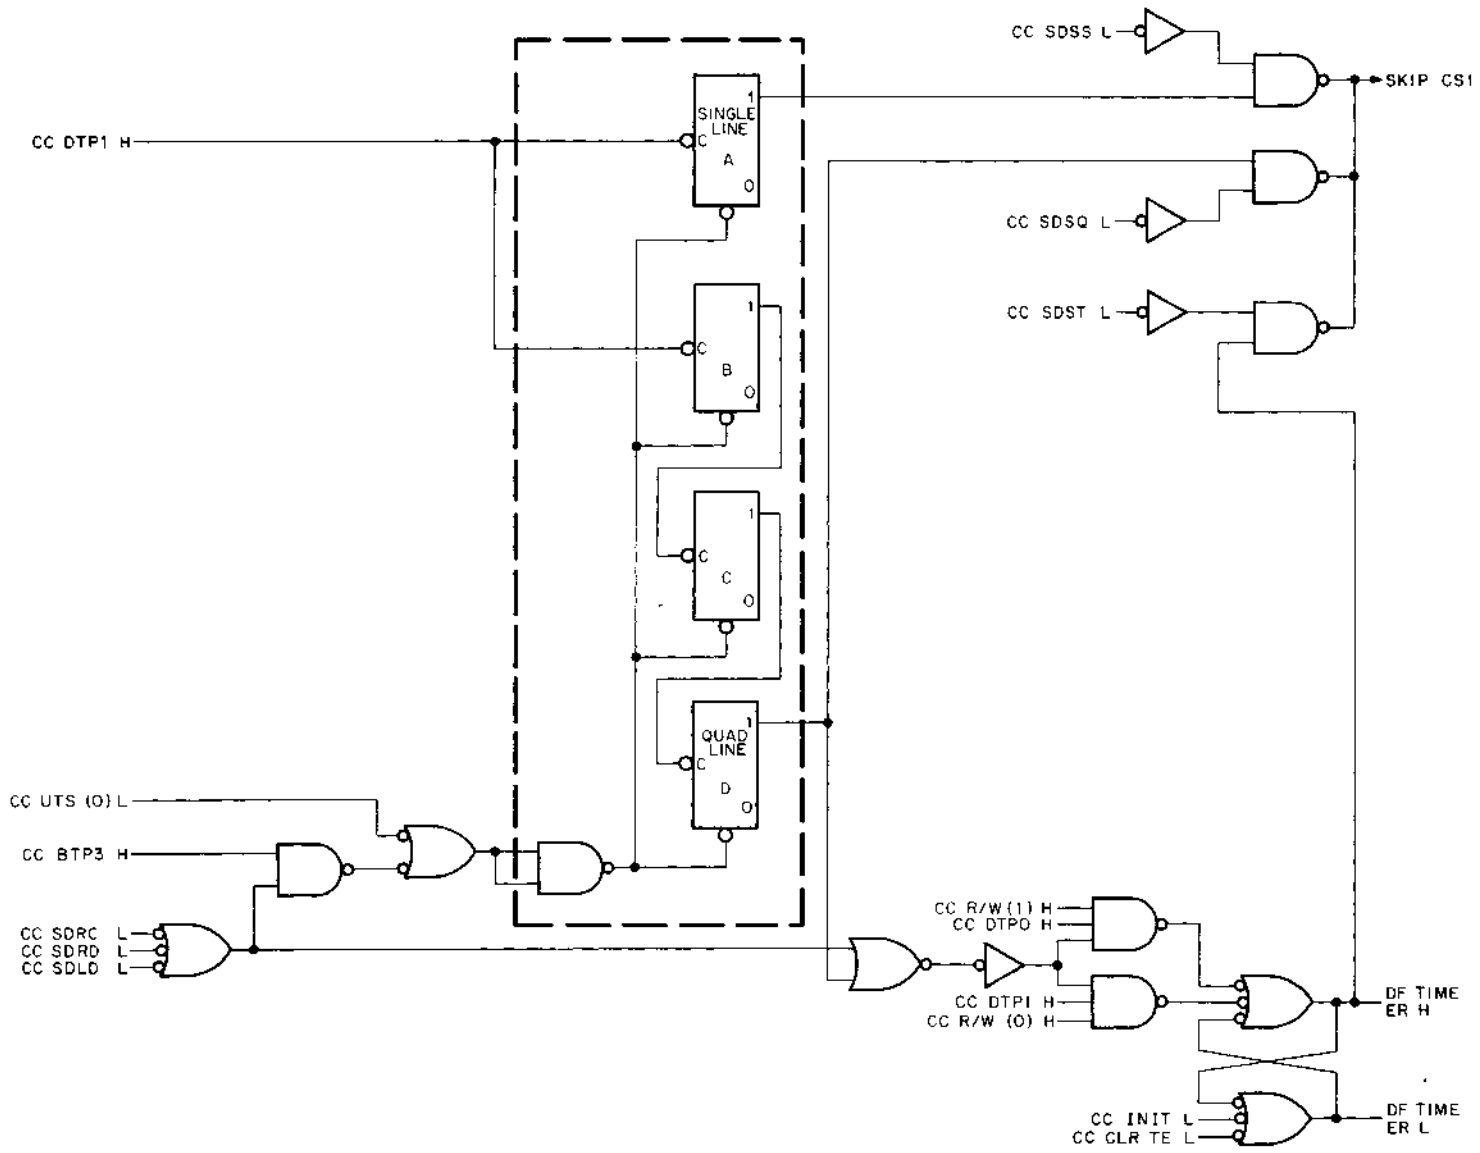 CC SDSS L
SKIP CS1
1
SINGLE
LINE
CC DTP1 H
C
A
0
CC SDSQ L
1
CC SDST L
C
B
0
1
C
C
0
1
QUAD
LINE
C
D
0
CC UTS (0) L
CC BTP3 H
CC R/W (1) H
CC DTP0 H
CC SDRC L
CC SDRD L
CC SDLD L
CC DTP1 H
CC R/W (0) H
DF TIME
ER H
DF TIME
ER L
CC INIT L
CC CLR TE L